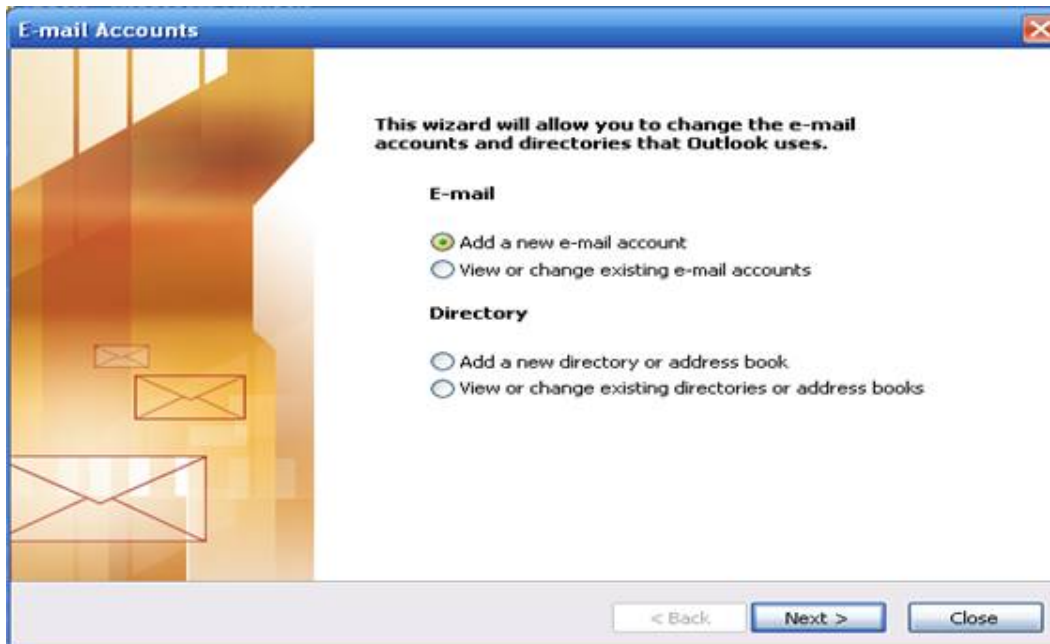 E-mail Accounts
This wizard will allow you to change the e-mail
accounts and directories that Outlook uses.
E-mail
Add a new e-mail account
View or change existing e-mail accounts
Directory
Add a new directory or address book
View or change existing directories or address books
< Back Next > Close